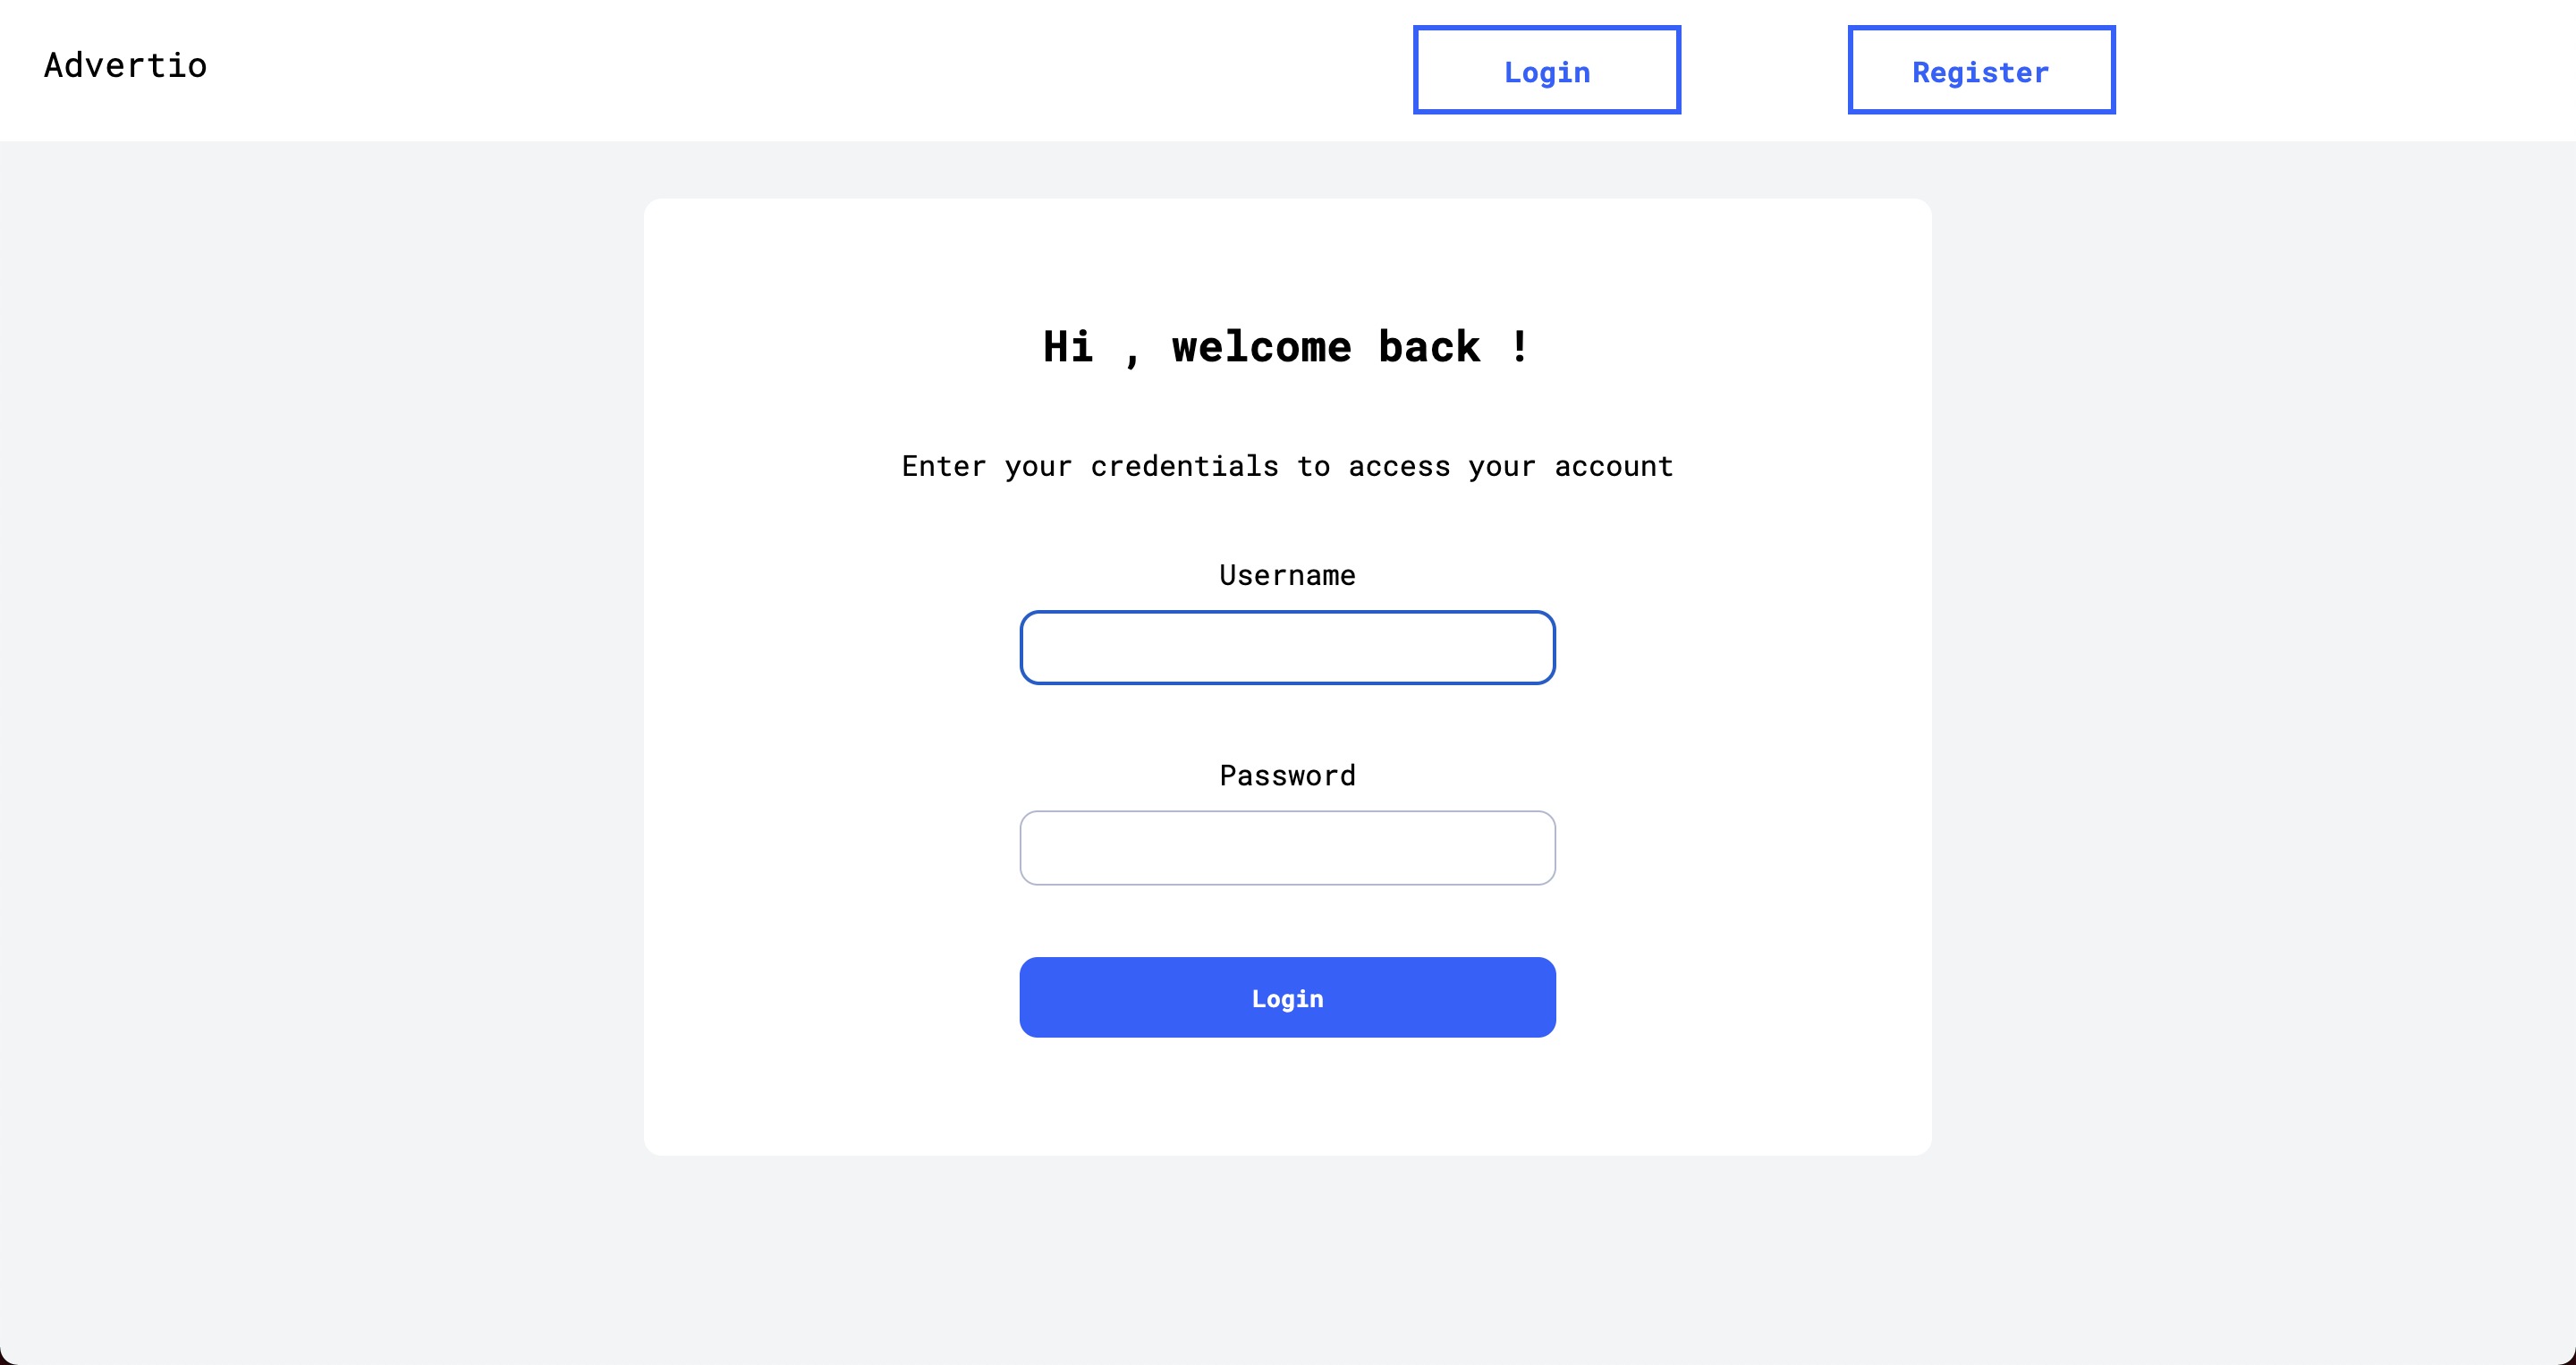 Advertio
Login
Register
Hi , welcome back !
Enter your credentials to access your account
Username
Password
Login